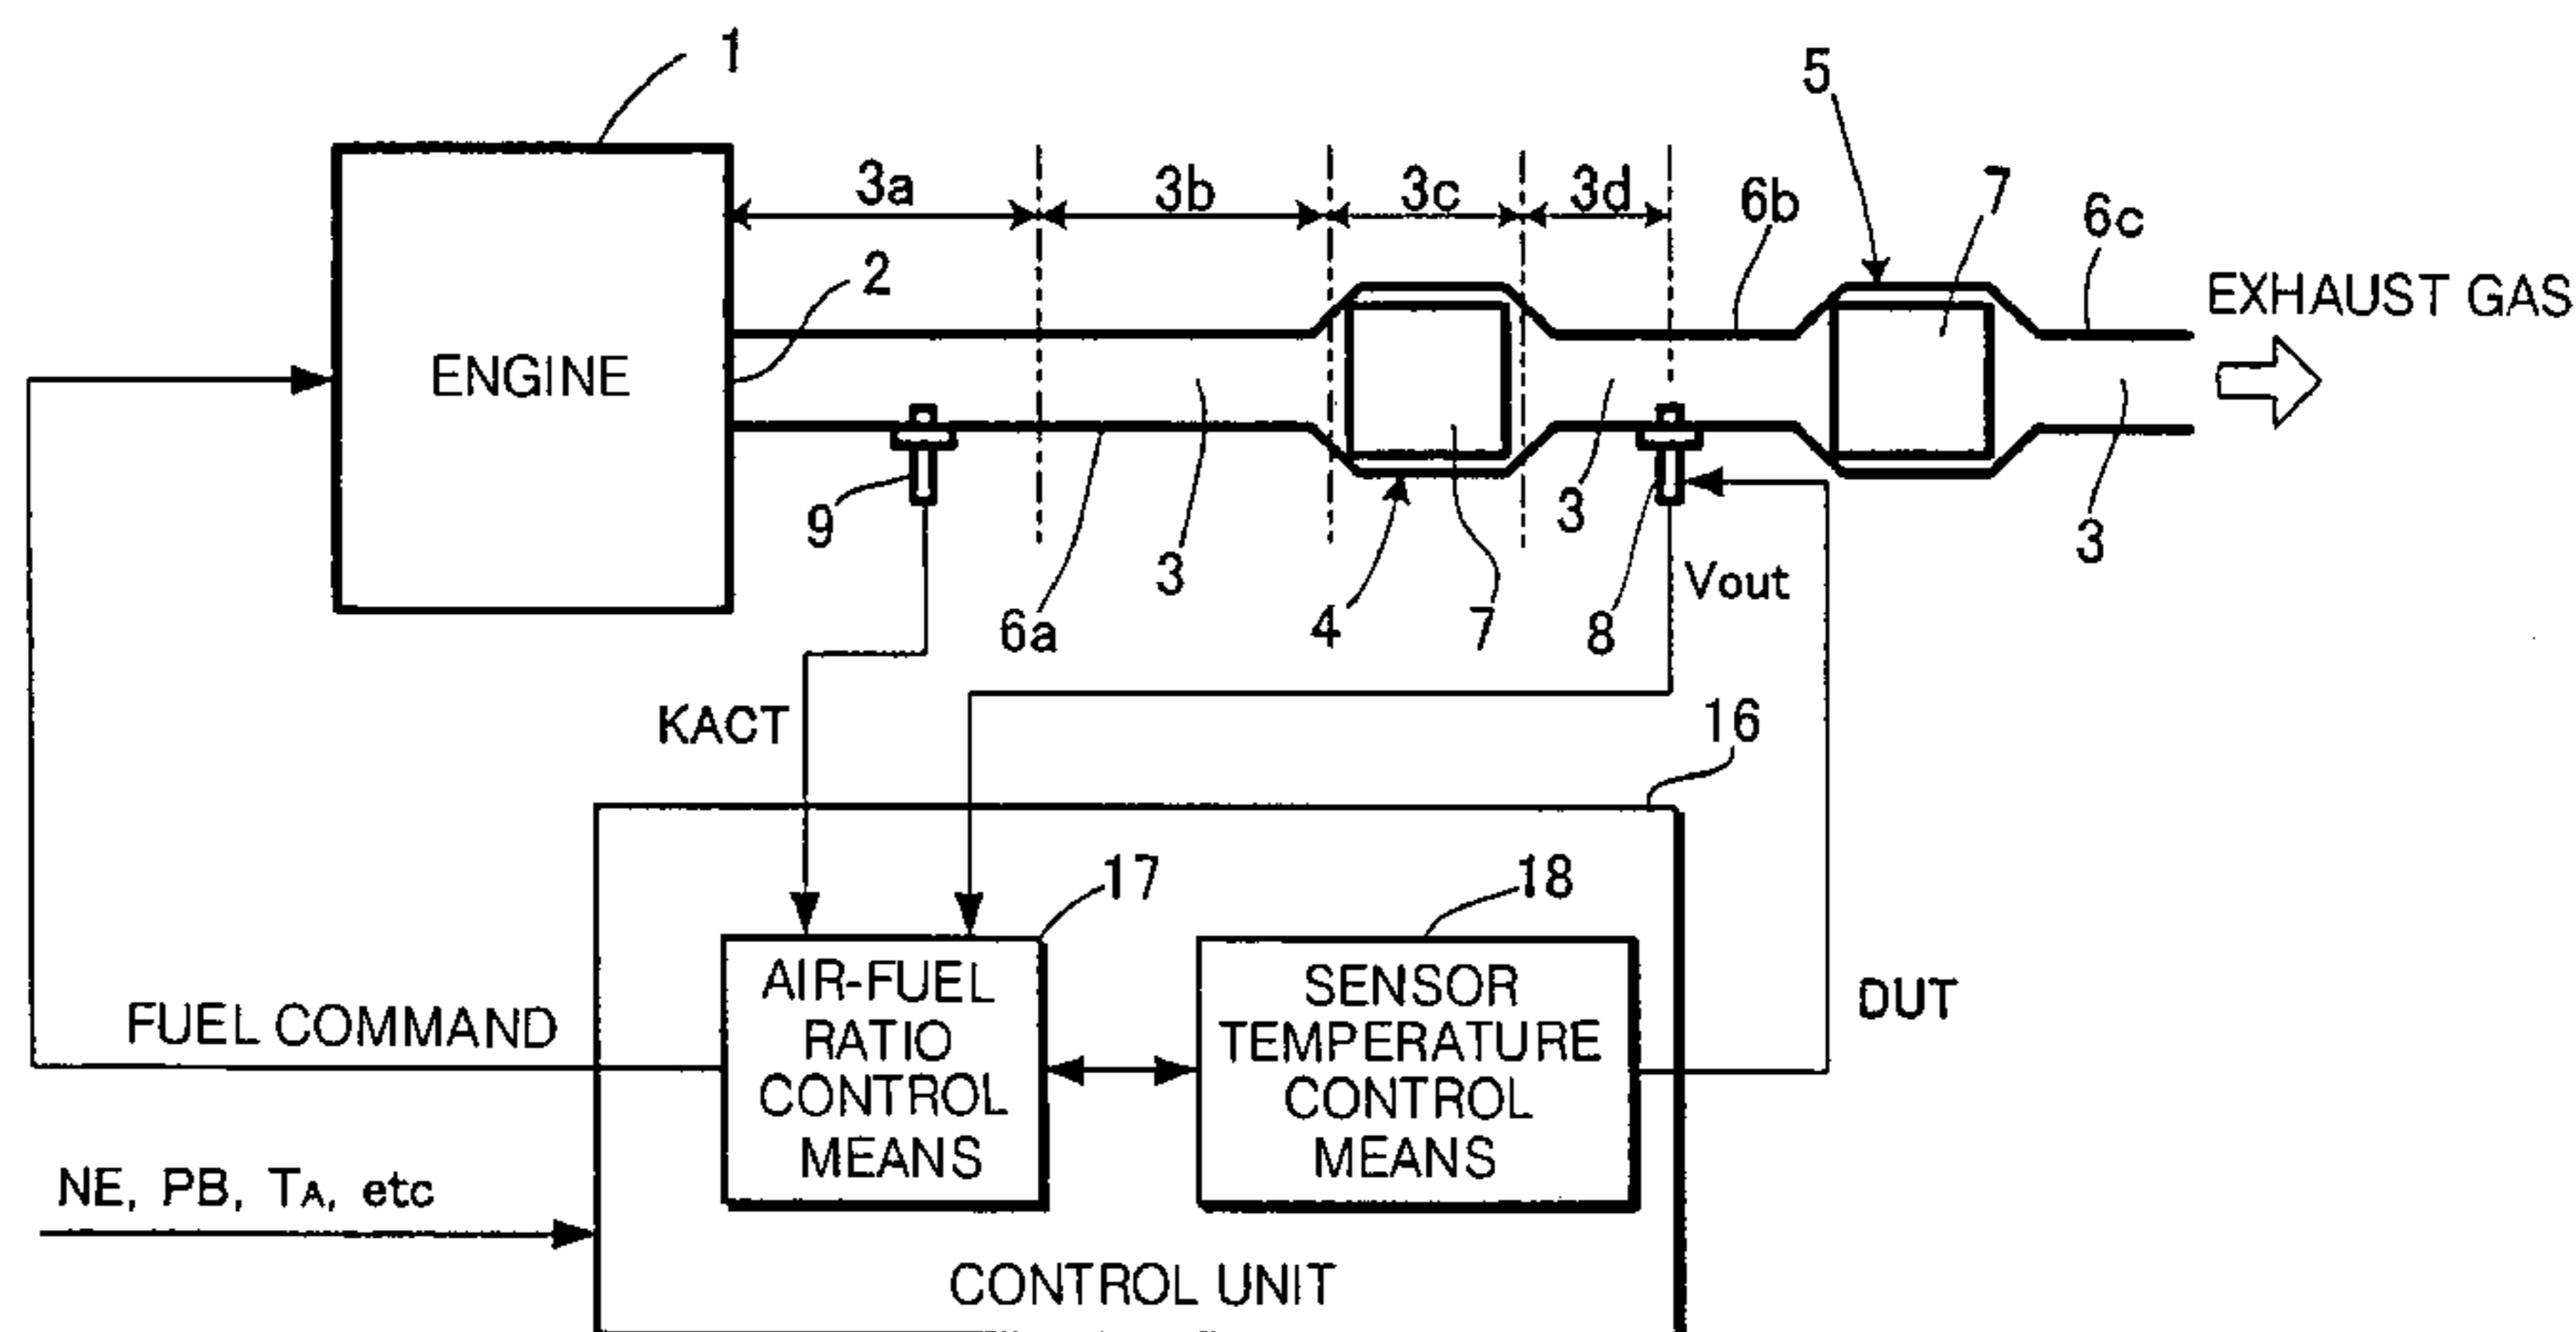 1
5
3a
3b
3c
3d
6b
7
6c
2
EXHAUST GAS
ENGINE
9
3
3
3
6a
4
7
8
Vout
KACT
16
17
18
AIR-FUEL
RATIO
CONTROL
MEANS
SENSOR
TEMPERATURE
CONTROL
MEANS
DUT
FUEL COMMAND
NE, PB, TA, etc
CONTROL UNIT